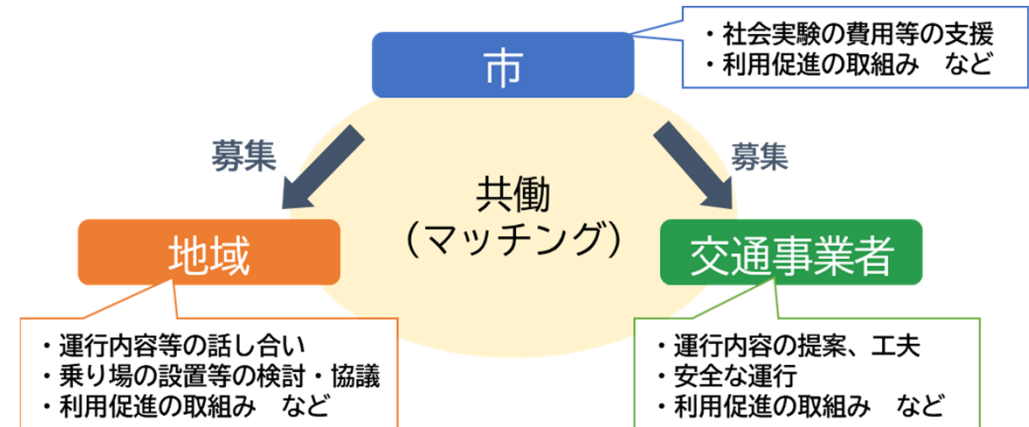 市
・社会実験の費用等の支援
・利用促進の取組み　など
募集
募集
共働
（マッチング）
地域
交通事業者
・運行内容等の話し合い
・乗り場の設置等の検討・協議
・利用促進の取組み　など
・運行内容の提案、工夫
・安全な運行
・利用促進の取組み　など